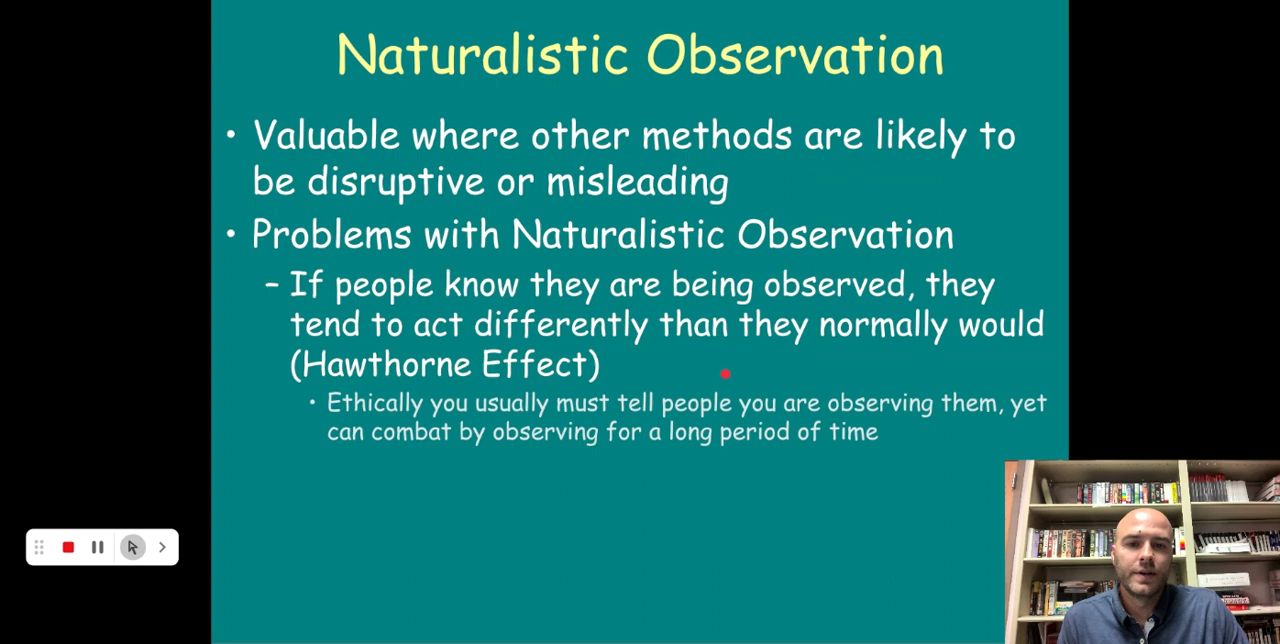 Naturalistic Observation
• Valuable where other methods are likely to
be disruptive or misleading
• Problems with Naturalistic Observation
– If people know they are being observed, they
tend to act differently than they normally would
(Hawthorne Effect)
• Ethically you usually must tell people you are observing them, yet
can combat by observing for a long period of time